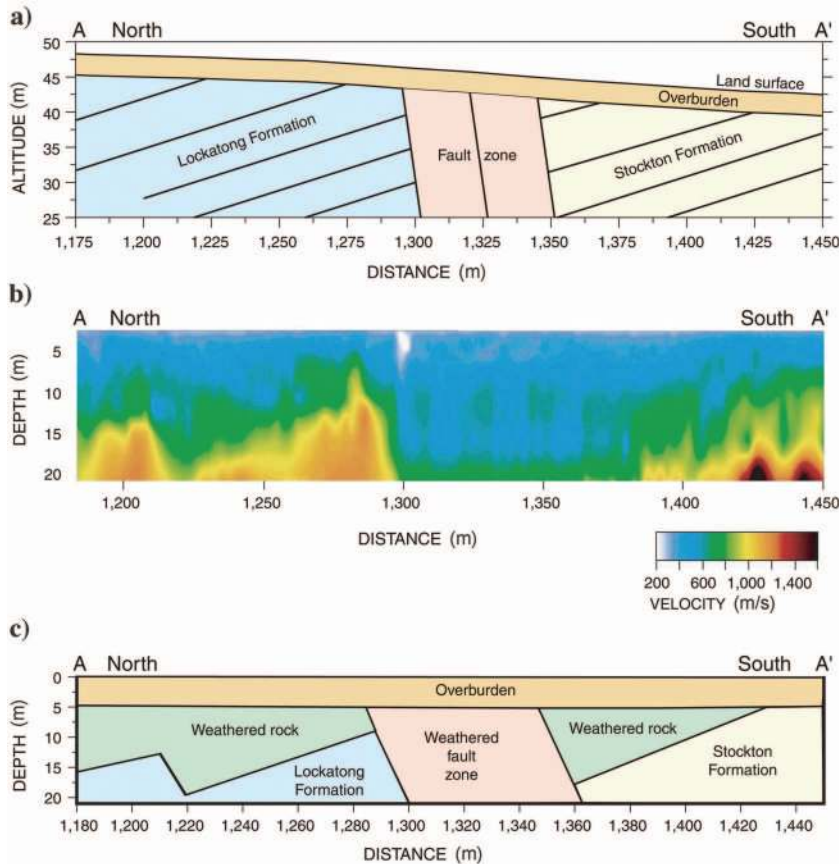 a)
A North
South A'
50
45
40
35
30
25
ALTITUDE (m)
Land surface
Overburden
Lockatong Formation
Fault zone
Stockton Formation
1,175 1,200 1,225 1,250 1,275 1,300 1,325 1,350 1,375 1,400 1,425 1,450
DISTANCE (m)
b)
A North
South A'
5
10
15
20
DEPTH (m)
1,200 1,250 1,300 1,350 1,400 1,450
DISTANCE (m)
200 600 1,000 1,400
VELOCITY (m/s)
c)
A North
South A'
0
5
10
15
20
DEPTH (m)
Overburden
Weathered rock
Weathered
fault
zone
Weathered rock
Lockatong
Formation
Stockton
Formation
1,180 1,200 1,220 1,240 1,260 1,280 1,300 1,320 1,340 1,360 1,380 1,400 1,420 1,440
DISTANCE (m)